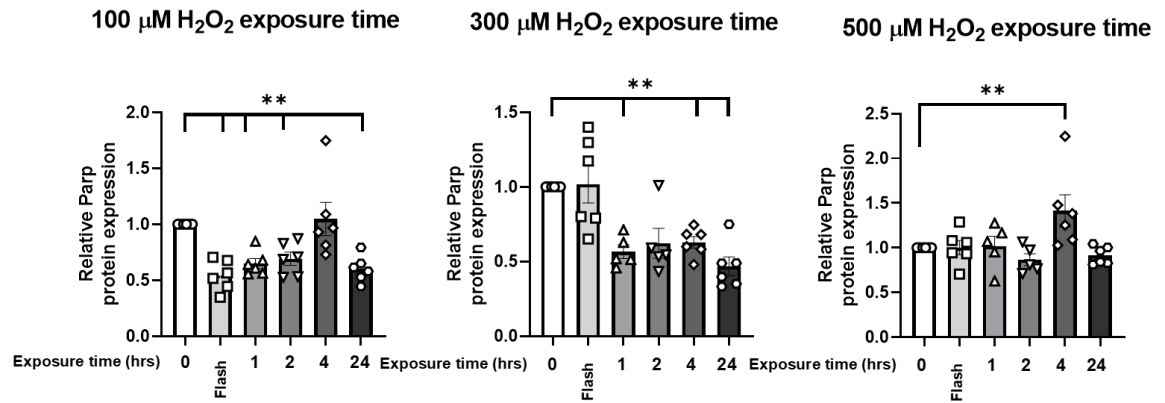 100 μM H₂O₂ exposure time
**
Relative Parp
protein expression
2.0
1.5
1.0
0.5
0.0
Exposure time (hrs) 0 Flash 1 2 4 24
300 μM H₂O₂ exposure time
**
Relative Parp
protein expression
1.5
1.0
0.5
0.0
Exposure time (hrs) 0 Flash 1 2 4 24
500 μM H₂O₂ exposure time
**
Relative Parp
protein expression
2.5
2.0
1.5
1.0
0.5
0.0
Exposure time (hrs) 0 Flash 1 2 4 24